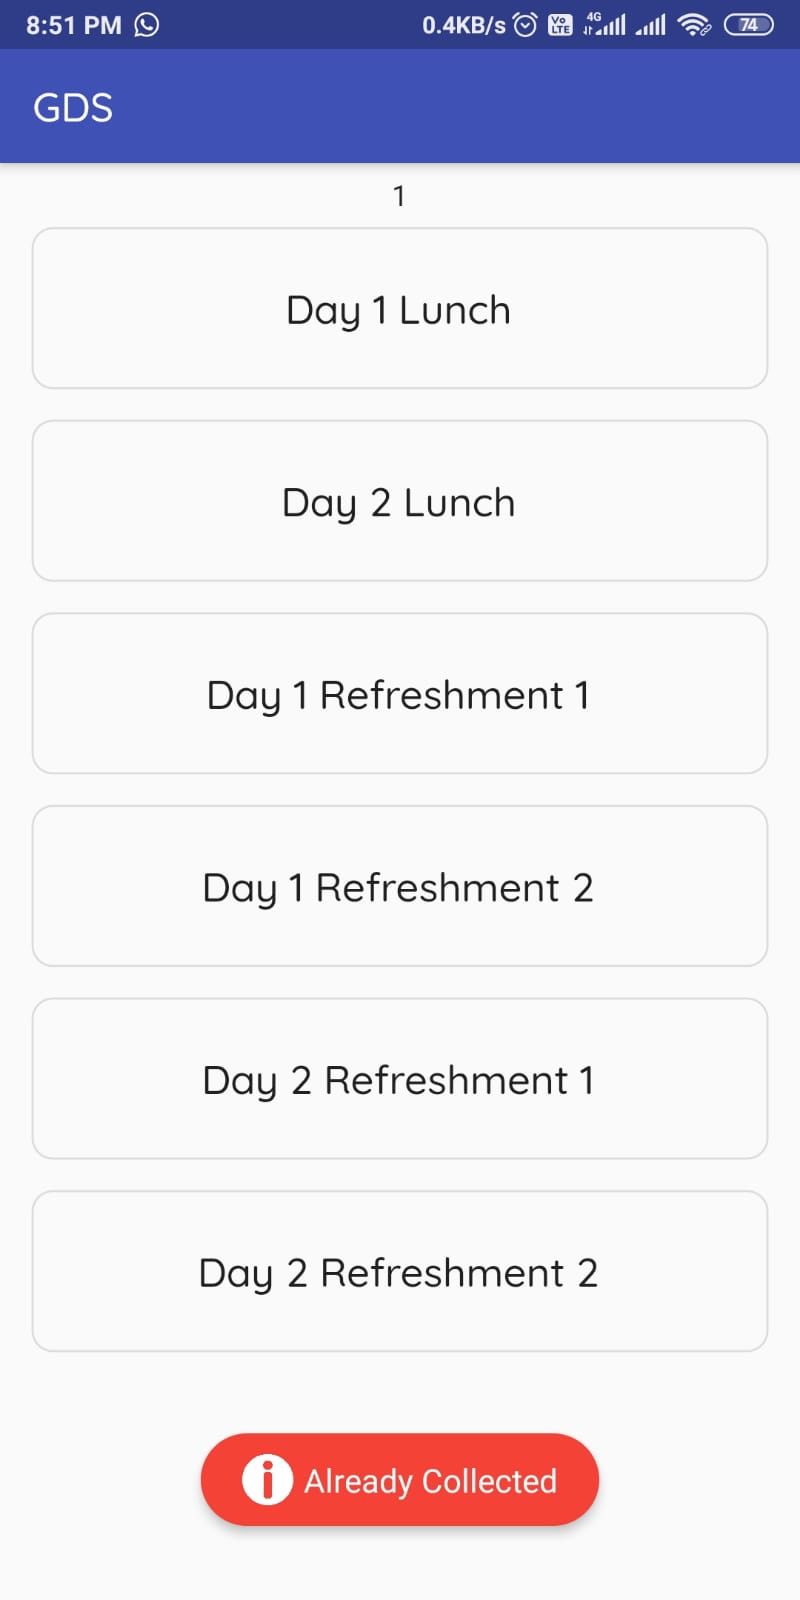 8:51 PM 0.4KB/s Vo LTE 4G 74
GDS
1
Day 1 Lunch
Day 2 Lunch
Day 1 Refreshment 1
Day 1 Refreshment 2
Day 2 Refreshment 1
Day 2 Refreshment 2
Already Collected